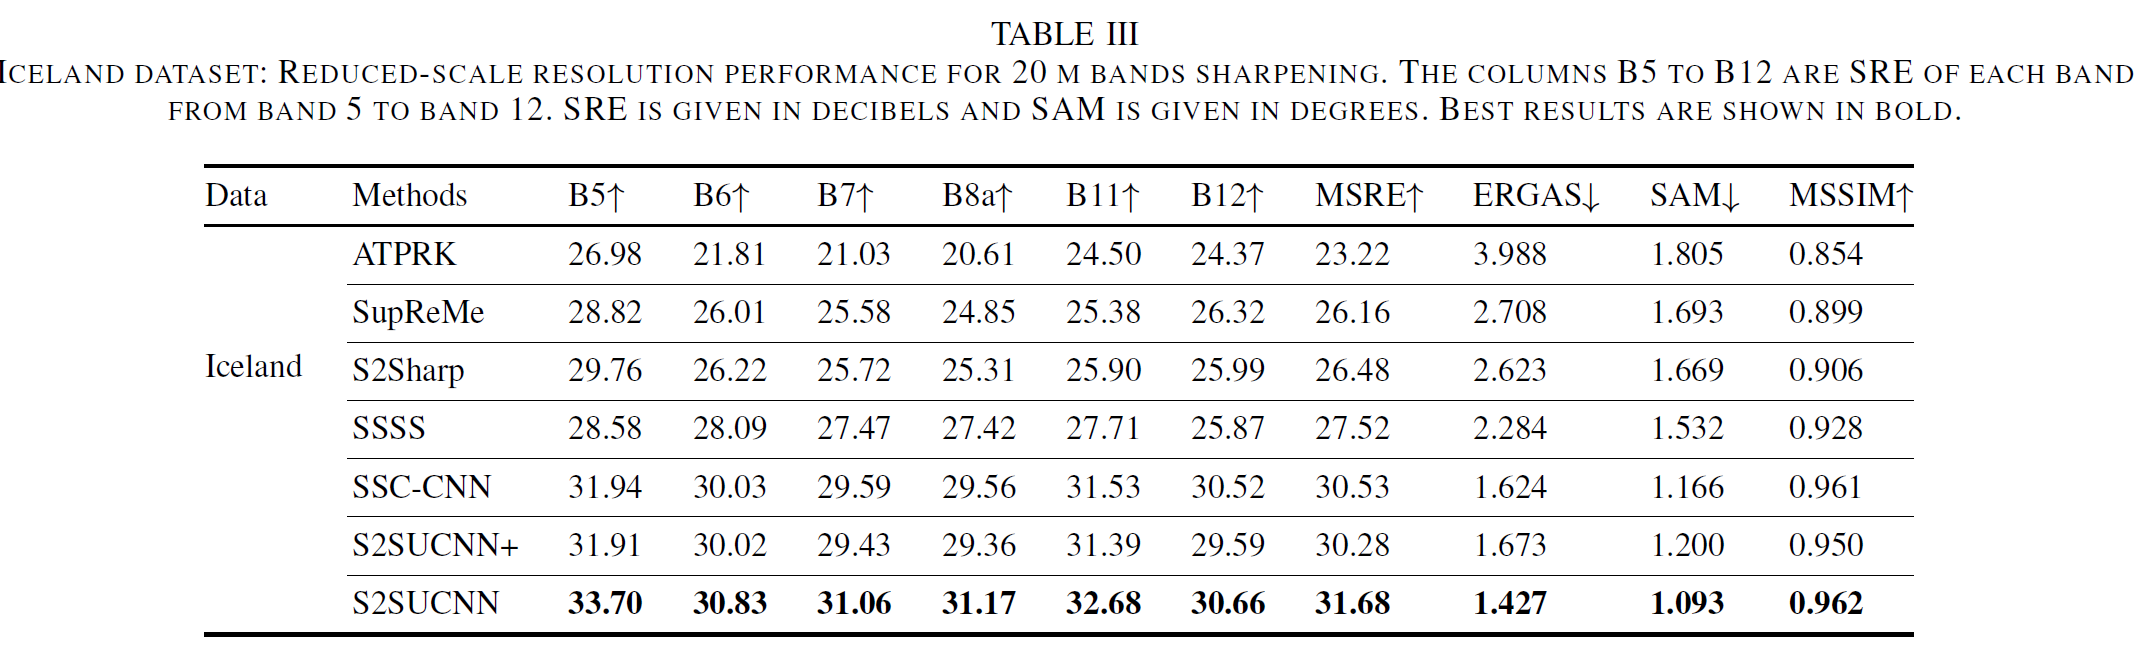 TABLE III
ICELAND DATASET: REDUCED-SCALE RESOLUTION PERFORMANCE FOR 20 M BANDS SHARPENING. THE COLUMNS B5 TO B12 ARE SRE OF EACH BAND
FROM BAND 5 TO BAND 12. SRE IS GIVEN IN DECIBELS AND SAM IS GIVEN IN DEGREES. BEST RESULTS ARE SHOWN IN BOLD.
Data Methods B5↑ B6↑ B7↑ B8a↑ B11↑ B12↑ MSRE↑ ERGAS↓ SAM↓ MSSIM↑
ATPRK 26.98 21.81 21.03 20.61 24.50 24.37 23.22 3.988 1.805 0.854
SupReMe 28.82 26.01 25.58 24.85 25.38 26.32 26.16 2.708 1.693 0.899
Iceland S2Sharp 29.76 26.22 25.72 25.31 25.90 25.99 26.48 2.623 1.669 0.906
SSSS 28.58 28.09 27.47 27.42 27.71 25.87 27.52 2.284 1.532 0.928
SSC-CNN 31.94 30.03 29.59 29.56 31.53 30.52 30.53 1.624 1.166 0.961
S2SUCNN+ 31.91 30.02 29.43 29.36 31.39 29.59 30.28 1.673 1.200 0.950
S2SUCNN 33.70 30.83 31.06 31.17 32.68 30.66 31.68 1.427 1.093 0.962